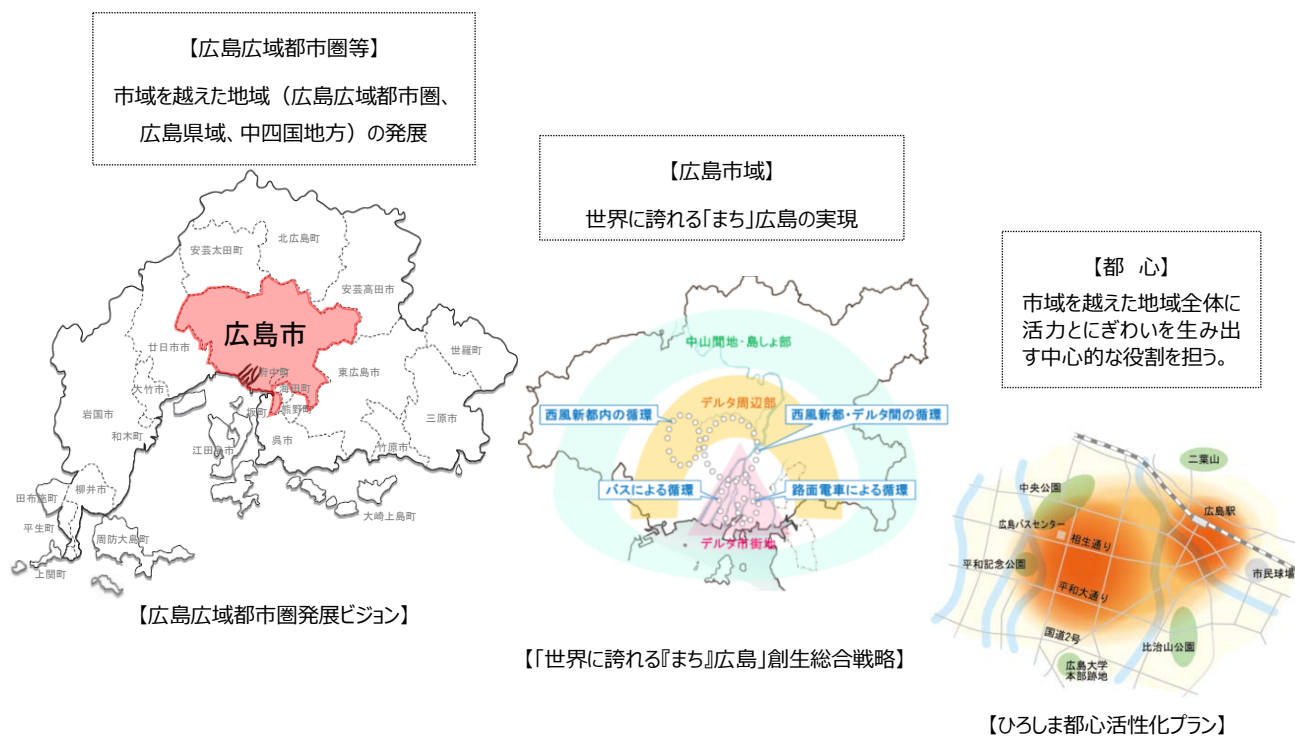 【広島広域都市圏等】
市域を越えた地域（広島広域都市圏、
広島県域、中四国地方）の発展
北広島町
安芸太田町
安芸高田市
広島市
世羅町
廿日市市
府中町
東広島市
海田町
大竹市
坂町
熊野町
岩国市
三原市
和木町
呉市
江田島市
竹原市
柳井市
田布施町
大崎上島町
平生町
周防大島町
上関町
【広島広域都市圏発展ビジョン】
【広島市域】
世界に誇れる「まち」広島の実現
中山間地・島しょ部
デルタ周辺部
西風新都内の循環
西風新都・デルタ間の循環
バスによる循環
路面電車による循環
デルタ市街地
【「世界に誇れる『まち』広島」創生総合戦略】
【都　心】
市域を越えた地域全体に
活力とにぎわいを生み出
す中心的な役割を担う。
二葉山
中央公園
広島駅
広島バスセンター
相生通り
平和記念公園
市民球場
平和大通り
国道2号
比治山公園
広島大学
本部跡地
【ひろしま都心活性化プラン】